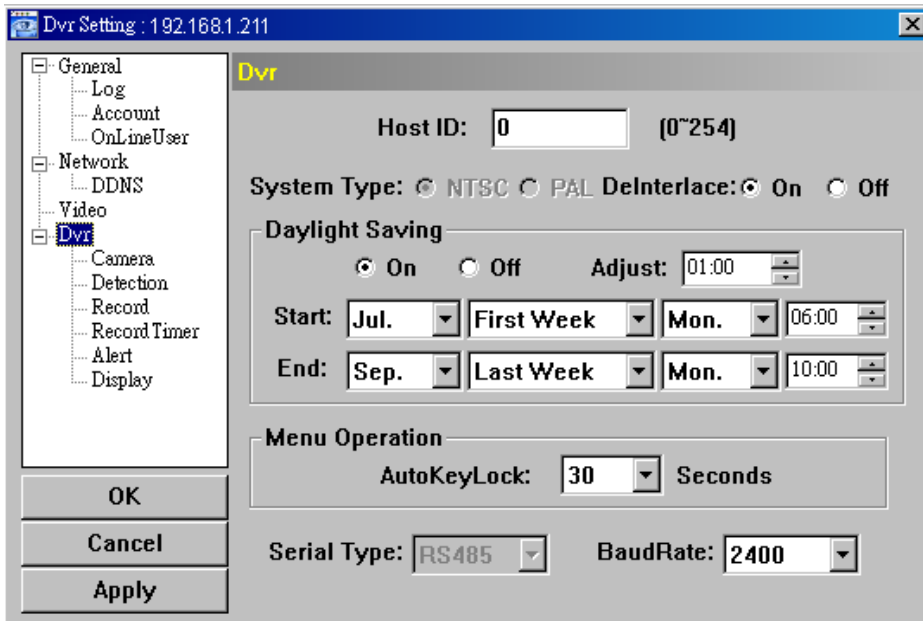 Dvr Setting : 192.168.1.211
General
Log
Account
OnLineUser
Network
DDNS
Video
Dvr
Camera
Detection
Record
Record Timer
Alert
Display
OK
Cancel
Apply
Dvr
Host ID: 0 (0~254)
System Type: NTSC PAL DeInterlace: On Off
Daylight Saving
On Off Adjust: 01:00
Start: Jul. First Week Mon. 06:00
End: Sep. Last Week Mon. 10:00
Menu Operation
AutoKeyLock: 30 Seconds
Serial Type: RS485 BaudRate: 2400